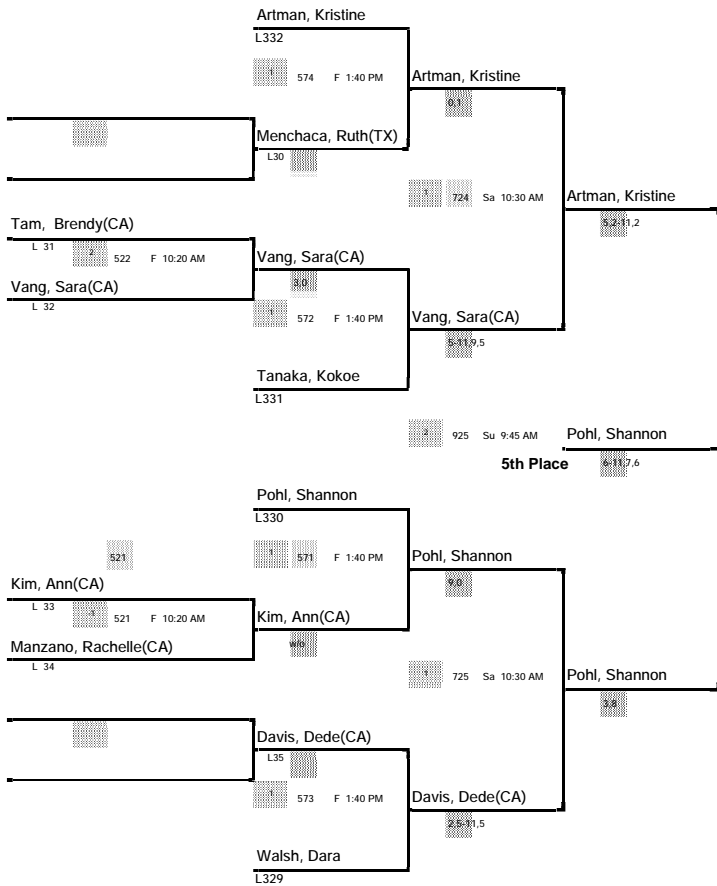 Artman, Kristine
L332
1 574 F 1:40 PM
Artman, Kristine
0,1
Menchaca, Ruth(TX)
L30
1 724 Sa 10:30 AM
Artman, Kristine
5,2-11,2
Tam, Brendy(CA)
L 31
2 522 F 10:20 AM
Vang, Sara(CA)
3,0
Vang, Sara(CA)
L 32
1 572 F 1:40 PM
Vang, Sara(CA)
5-11,9,5
Tanaka, Kokoe
L331
2 925 Su 9:45 AM
Pohl, Shannon
5th Place
6-11,7,6
Pohl, Shannon
L330
521
1 571 F 1:40 PM
Pohl, Shannon
9,0
Kim, Ann(CA)
L 33
521 F 10:20 AM
Kim, Ann(CA)
w/o
Manzano, Rachelle(CA)
L 34
1 725 Sa 10:30 AM
Pohl, Shannon
3,8
Davis, Dede(CA)
L35
1 573 F 1:40 PM
Davis, Dede(CA)
2,5-11,5
Walsh, Dara
L329